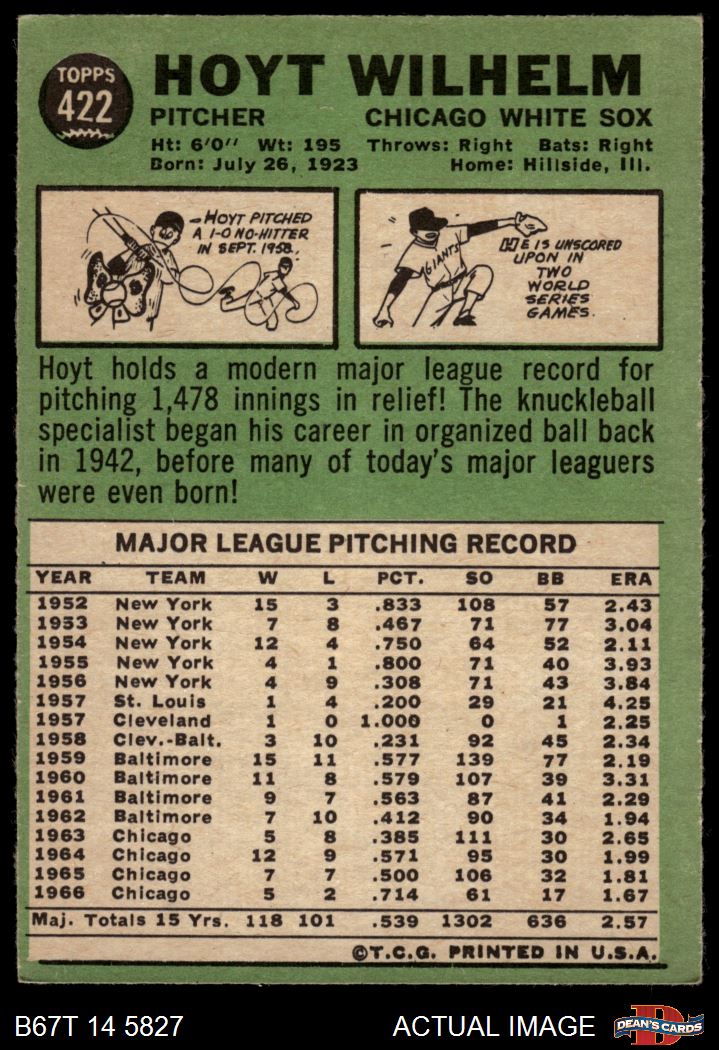 TOPPS
422
HOYT WILHELM
PITCHER CHICAGO WHITE SOX
Ht: 6'0" Wt: 195 Throws: Right Bats: Right
Born: July 26, 1923 Home: Hillside, Ill.
HOYT PITCHED
A 1-0 NO-HITTER
IN SEPT. 1958.
GIANTS
HE IS UNSCORED
UPON IN
TWO
WORLD
SERIES
GAMES.
Hoyt holds a modern major league record for
pitching 1,478 innings in relief! The knuckleball
specialist began his career in organized ball back
in 1942, before many of today's major leaguers
were even born!
MAJOR LEAGUE PITCHING RECORD
YEAR TEAM W L PCT. SO BB ERA
1952 New York 15 3 .833 108 57 2.43
1953 New York 7 8 .467 71 77 3.04
1954 New York 12 4 .750 64 52 2.11
1955 New York 4 1 .800 71 40 3.93
1956 New York 4 9 .308 71 43 3.84
1957 St. Louis 1 4 .200 29 21 4.25
1957 Cleveland 1 0 1.000 0 1 2.25
1958 Clev.-Balt. 3 10 .231 92 45 2.34
1959 Baltimore 15 11 .577 139 77 2.19
1960 Baltimore 11 8 .579 107 39 3.31
1961 Baltimore 9 7 .563 87 41 2.29
1962 Baltimore 7 10 .412 90 34 1.94
1963 Chicago 5 8 .385 111 30 2.65
1964 Chicago 12 9 .571 95 30 1.99
1965 Chicago 7 7 .500 106 32 1.81
1966 Chicago 5 2 .714 61 17 1.67
Maj. Totals 15 Yrs. 118 101 .539 1302 636 2.57
©T.C.G. PRINTED IN U.S.A.
B67T 14 5827 ACTUAL IMAGE D DEAN'S CARDS